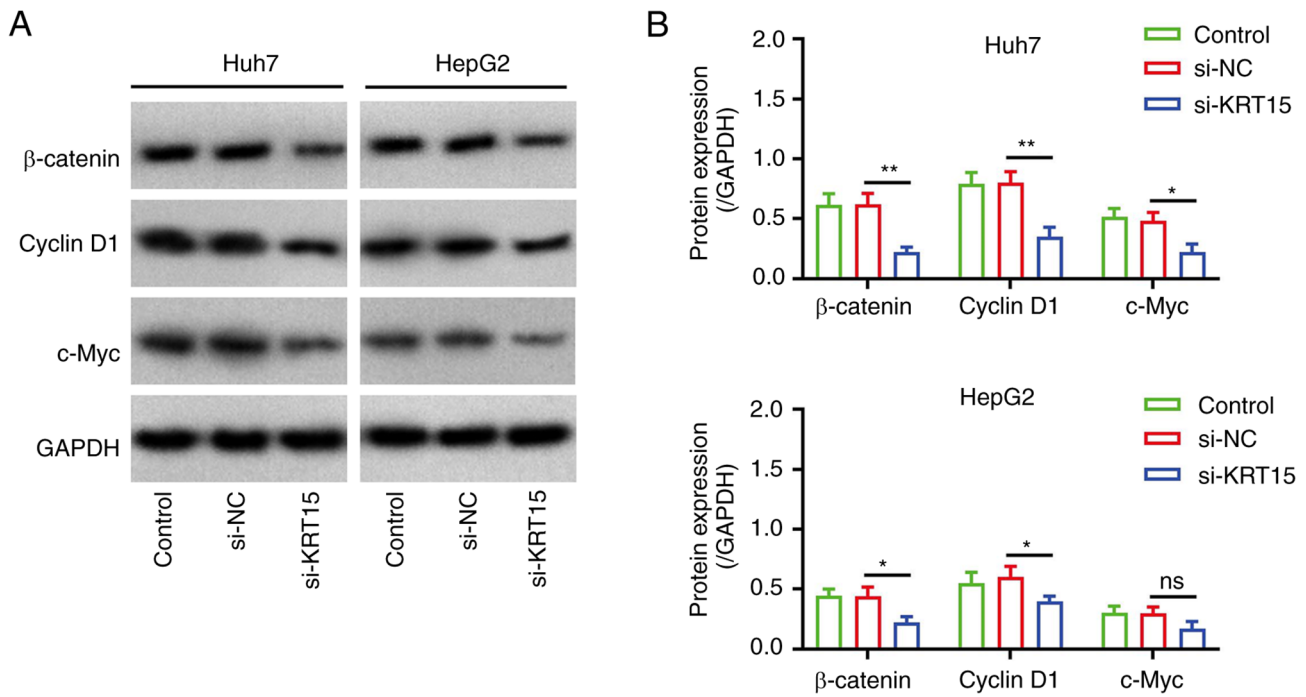 A
Huh7
HepG2
β-catenin
Cyclin D1
c-Myc
GAPDH
Control
si-NC
si-KRT15
Control
si-NC
si-KRT15
B
Huh7
Control
si-NC
si-KRT15
Protein expression
(/GAPDH)
2.0
1.5
1.0
0.5
0.0
**
**
*
β-catenin
Cyclin D1
c-Myc
HepG2
Control
si-NC
si-KRT15
Protein expression
(/GAPDH)
2.0
1.5
1.0
0.5
0.0
*
*
ns
β-catenin
Cyclin D1
c-Myc